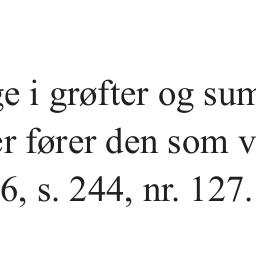 ge i grøfter og sum
er fører den som v
6, s. 244, nr. 127.